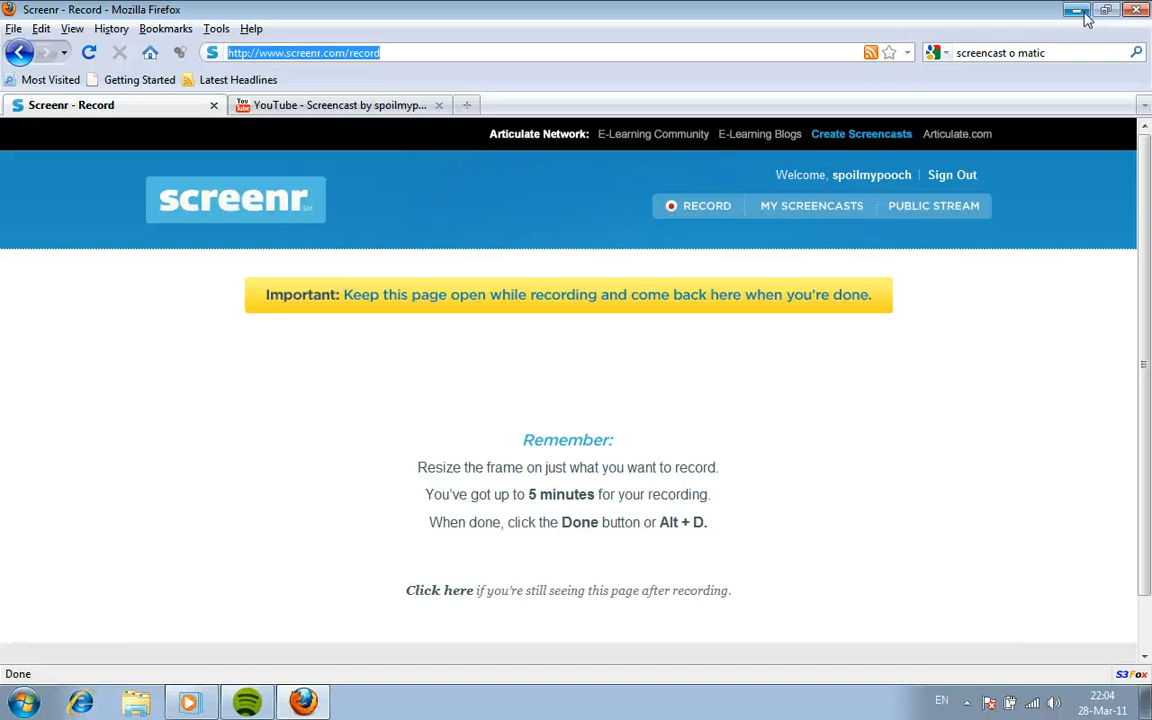 Screenr - Record - Mozilla Firefox
File Edit View History Bookmarks Tools Help
http://www.screenr.com/record
screencast o matic
Most Visited Getting Started Latest Headlines
Screenr - Record
YouTube - Screencast by spoilmyp...
Articulate Network: E-Learning Community E-Learning Blogs Create Screencasts Articulate.com
Welcome, spoilmypooch | Sign Out
screenr
RECORD MY SCREENCASTS PUBLIC STREAM
Important: Keep this page open while recording and come back here when you're done.
Remember:
Resize the frame on just what you want to record.
You've got up to 5 minutes for your recording.
When done, click the Done button or Alt + D.
Click here if you're still seeing this page after recording.
Done
S3Fox
EN
22:04
28-Mar-11